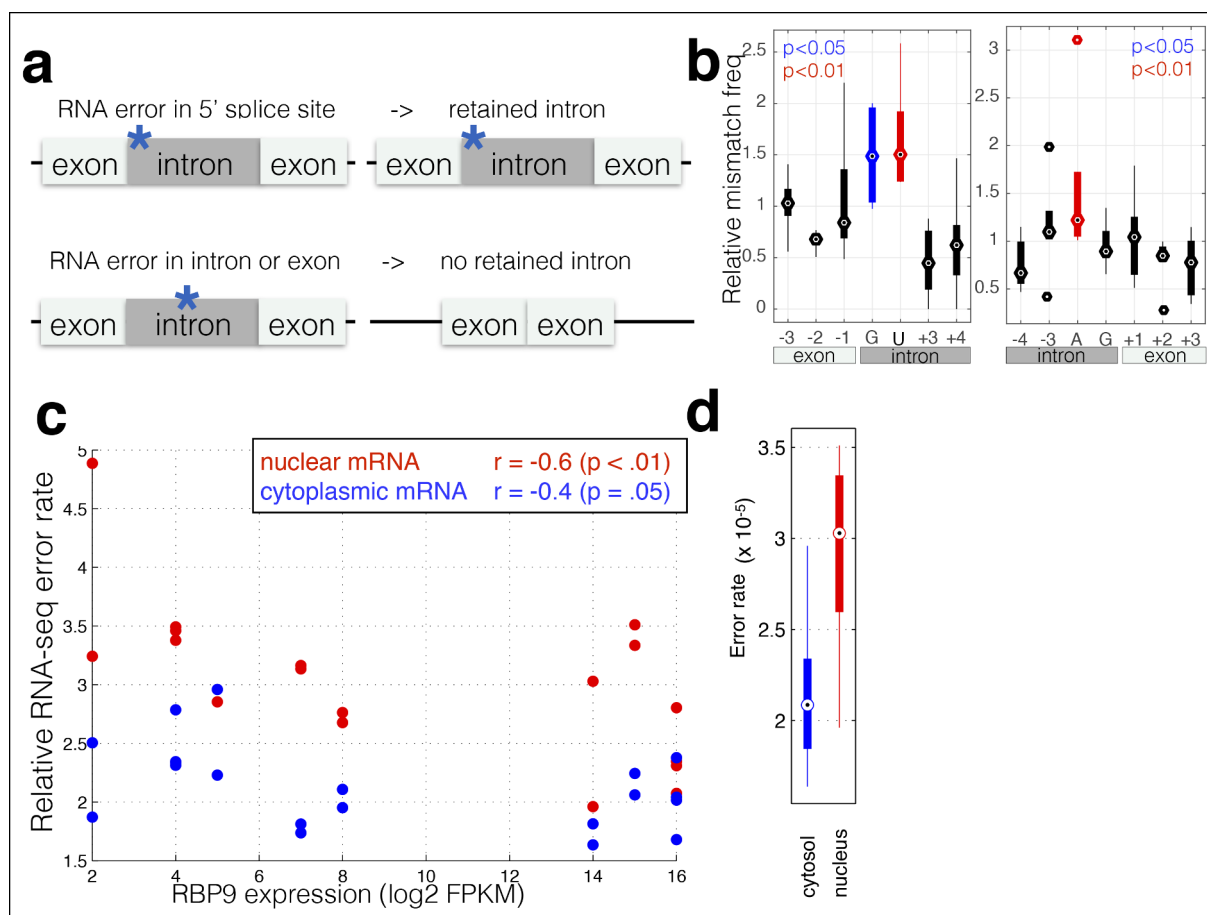 a
RNA error in 5' splice site -> retained intron
exon intron exon exon intron exon
RNA error in intron or exon -> no retained intron
exon intron exon exon exon
b
Relative mismatch freq
2.5
2
1.5
1
0.5
0
p<0.05
p<0.01
-3 -2 -1 G U +3 +4
exon intron
3
2.5
2
1.5
1
0.5
p<0.05
p<0.01
-4 -3 A G +1 +2 +3
intron exon
c
Relative RNA-seq error rate
5
4.5
4
3.5
3
2.5
2
1.5
nuclear mRNA r = -0.6 (p < .01)
cytoplasmic mRNA r = -0.4 (p = .05)
2 4 6 8 10 12 14 16
RBP9 expression (log2 FPKM)
d
Error rate (x 10-5)
3.5
3
2.5
2
cytosol
nucleus